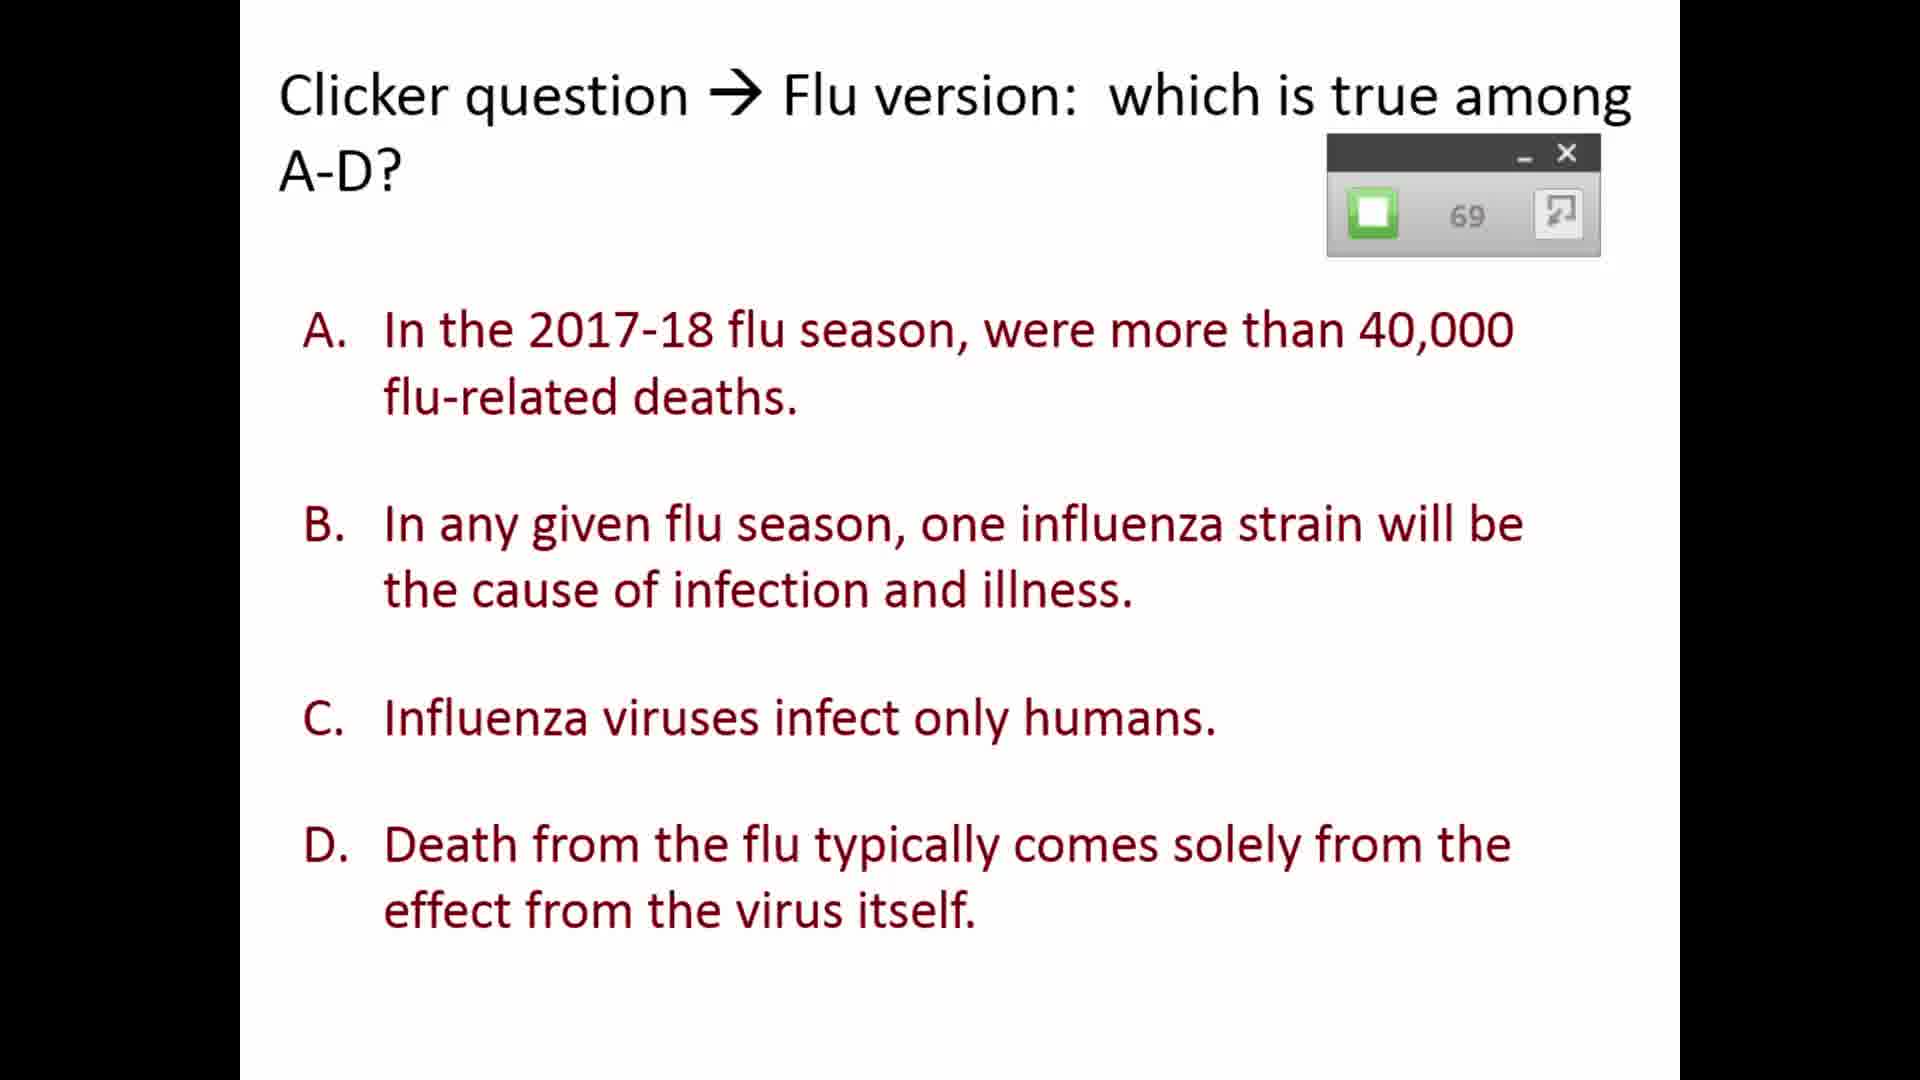 Clicker question → Flu version: which is true among
A-D?
69
A. In the 2017-18 flu season, were more than 40,000
flu-related deaths.
B. In any given flu season, one influenza strain will be
the cause of infection and illness.
C. Influenza viruses infect only humans.
D. Death from the flu typically comes solely from the
effect from the virus itself.